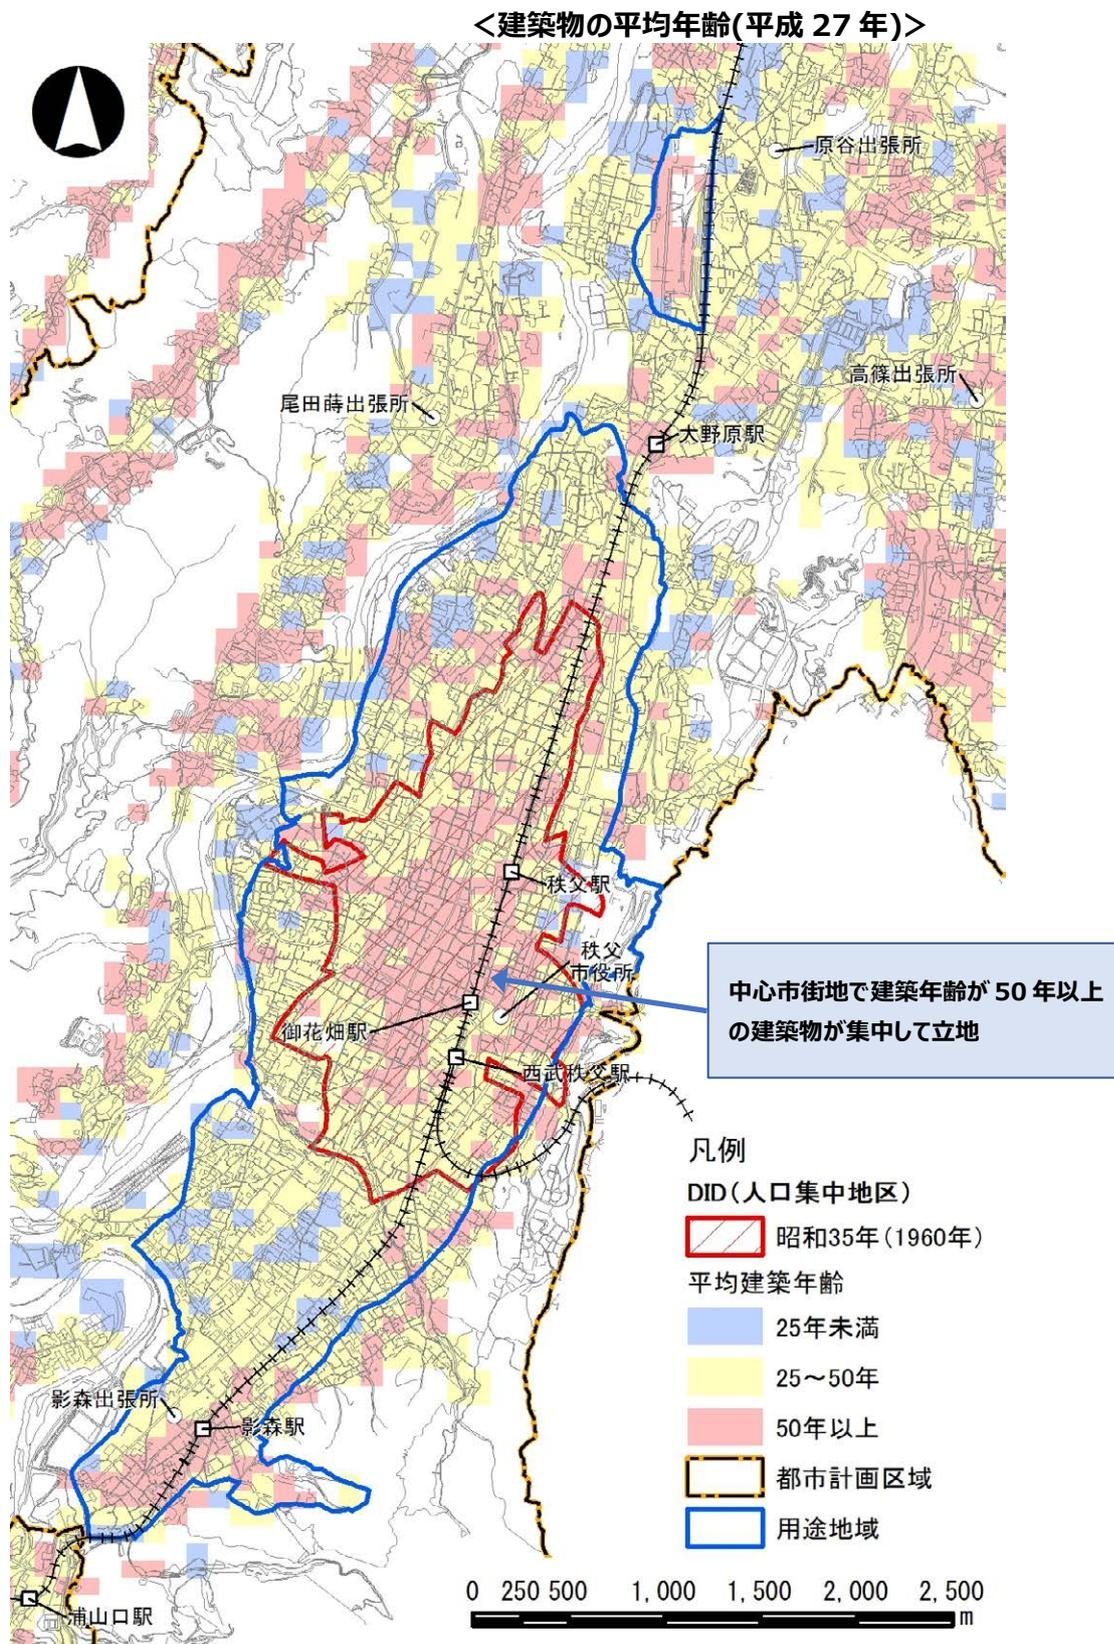 ＜建築物の平均年齢(平成 27 年)＞
原谷出張所
高篠出張所
尾田蒔出張所
大野原駅
秩父駅
秩父
市役所
中心市街地で建築年齢が 50 年以上
の建築物が集中して立地
御花畑駅
西武秩父駅
凡例
DID（人口集中地区）
昭和35年（1960年）
平均建築年齢
25年未満
25～50年
50年以上
都市計画区域
用途地域
影森出張所
影森駅
浦山口駅
0 250 500 1,000 1,500 2,000 2,500
m